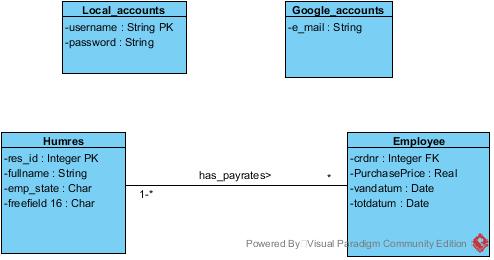 Local_accounts
-username : String PK
-password : String
Google_accounts
-e_mail : String
Humres
-res_id : Integer PK
-fullname : String
-emp_state : Char
-freefield 16 : Char
has_payrates>
1-*
*
Employee
-crdnr : Integer FK
-PurchasePrice : Real
-vandatum : Date
-totdatum : Date
Powered By Visual Paradigm Community Edition